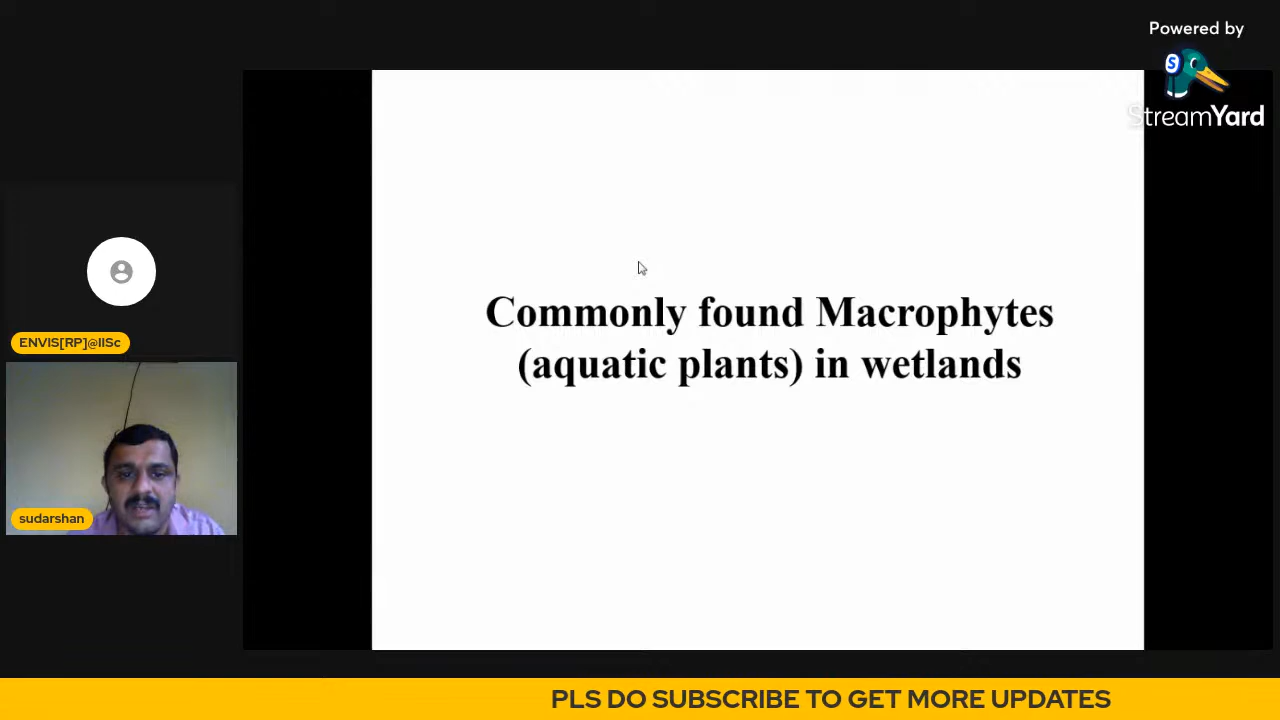 Powered by
StreamYard
Commonly found Macrophytes
(aquatic plants) in wetlands
ENVIS[RP]@IISc
sudarshan
PLS DO SUBSCRIBE TO GET MORE UPDATES